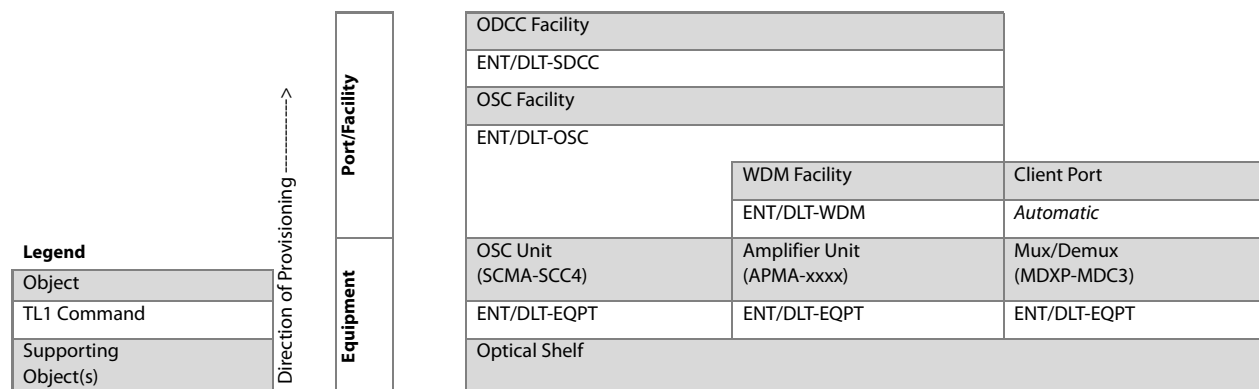 ODCC Facility
ENT/DLT-SDCC
OSC Facility
ENT/DLT-OSC
WDM Facility
Client Port
ENT/DLT-WDM
Automatic
Port/Facility
Direction of Provisioning ------------->
Legend
Object
TL1 Command
Supporting
Object(s)
Equipment
OSC Unit
(SCMA-SCC4)
Amplifier Unit
(APMA-xxxx)
Mux/Demux
(MDXP-MDC3)
ENT/DLT-EQPT
ENT/DLT-EQPT
ENT/DLT-EQPT
Optical Shelf